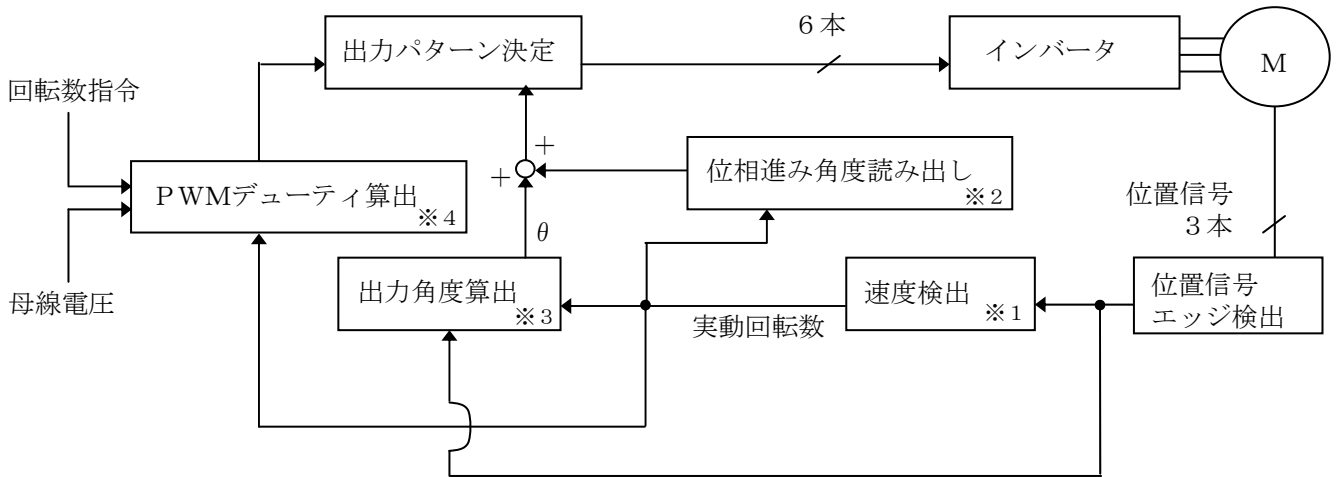 出力パターン決定
6本
インバータ
M
回転数指令
+
+
位相進み角度読み出し
※2
PWMデューティ算出
※4
位置信号
3本
θ
母線電圧
出力角度算出
※3
実動回転数
速度検出
※1
位置信号
エッジ検出